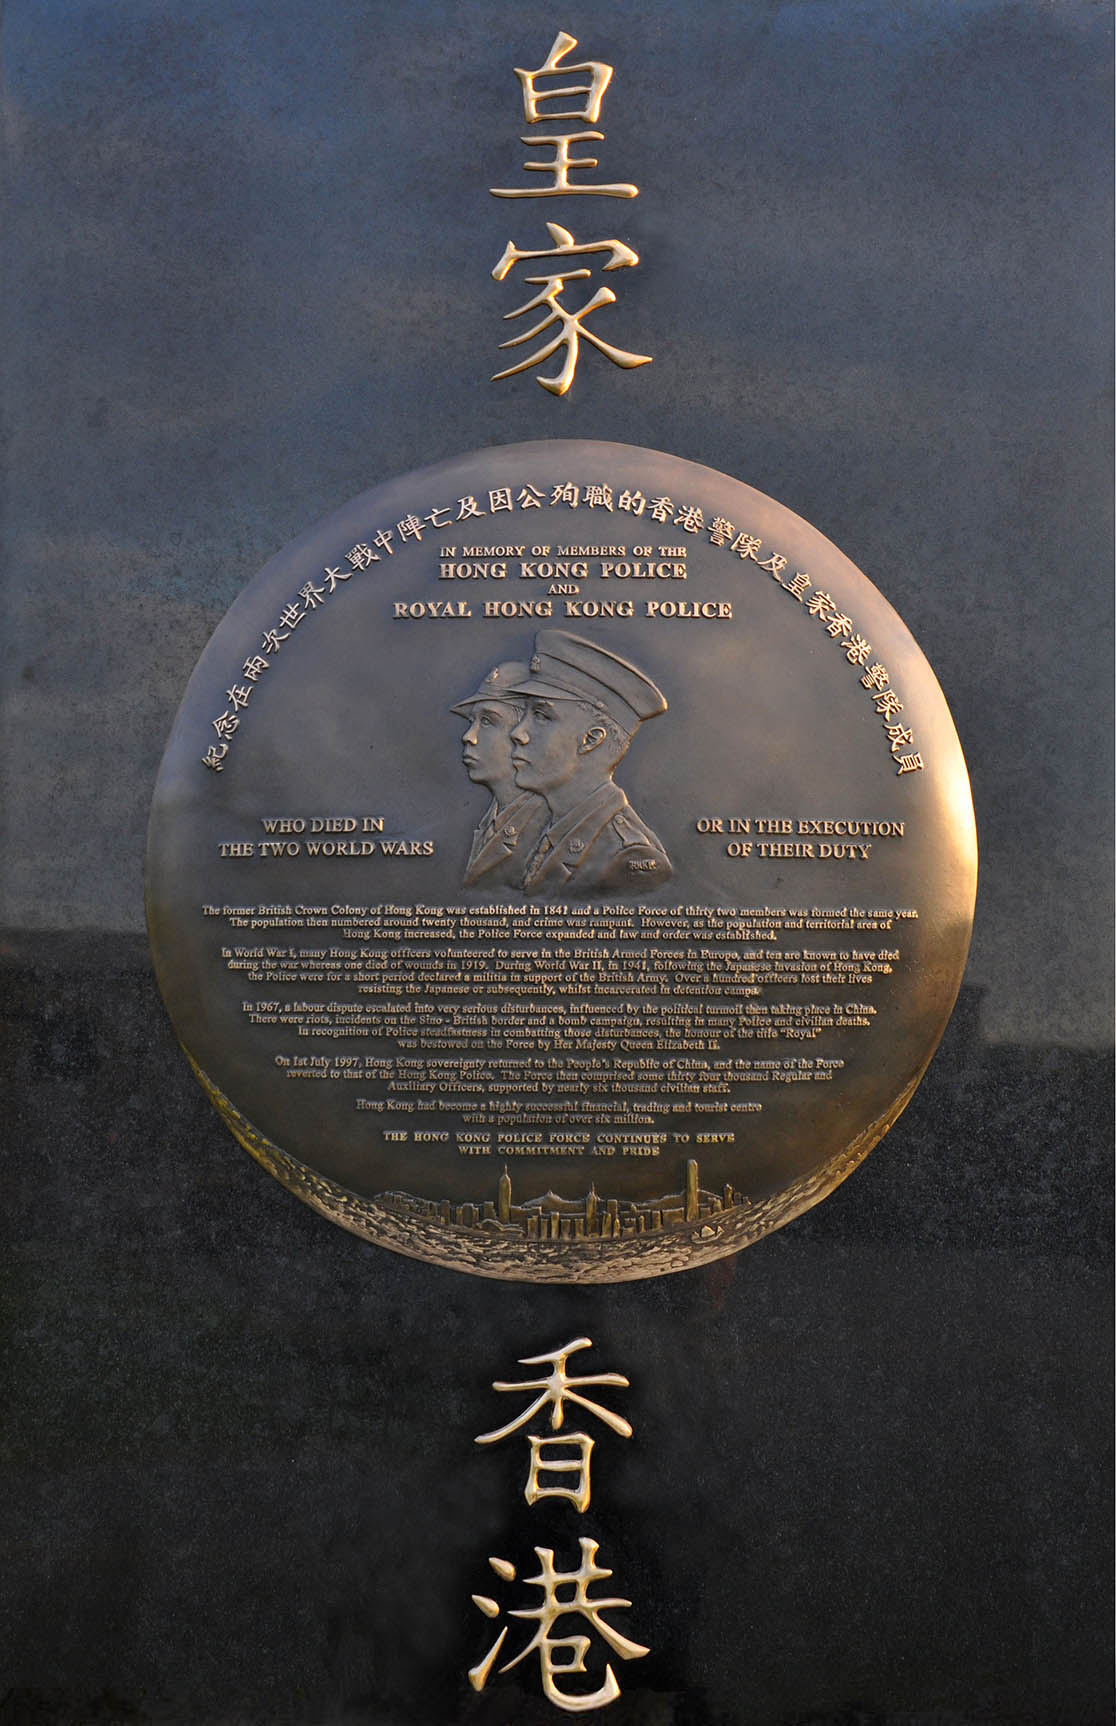 皇
家
紀念在兩次世界大戰中陣亡及因公殉職的香港警隊及皇家香港警隊成員
IN MEMORY OF MEMBERS OF THE
HONG KONG POLICE
AND
ROYAL HONG KONG POLICE
WHO DIED IN
THE TWO WORLD WARS
OR IN THE EXECUTION
OF THEIR DUTY
The former British Crown Colony of Hong Kong was established in 1841 and a Police Force of thirty two members was formed the same year.
The population then numbered around twenty thousand, and crime was rampant. However, as the population and territorial area of
Hong Kong increased, the Police Force expanded and law and order was established.
In World War I, many Hong Kong officers volunteered to serve in the British Armed Forces in Europe, and ten are known to have died
during the war whereas one died of wounds in 1919. During World War II, in 1941, following the Japanese invasion of Hong Kong,
the Police were for a short period declared a militia in support of the British Army. Over a hundred officers lost their lives
resisting the Japanese or subsequently, whilst incarcerated in detention camps.
In 1967, a labour dispute escalated into very serious disturbances, influenced by the political turmoil then taking place in China.
There were riots, incidents on the Sino - British border and a bomb campaign, resulting in many Police and civilian deaths.
In recognition of Police steadfastness in combatting those disturbances, the honour of the title "Royal"
was bestowed on the Force by Her Majesty Queen Elizabeth II.
On 1st July 1997, Hong Kong sovereignty returned to the People's Republic of China, and the name of the Force
reverted to that of the Hong Kong Police. The Force then comprised some thirty four thousand Regular and
Auxiliary Officers, supported by nearly six thousand civilian staff.
Hong Kong had become a highly successful financial, trading and tourist centre
with a population of over six million.
THE HONG KONG POLICE FORCE CONTINUES TO SERVE
WITH COMMITMENT AND PRIDE
香
港